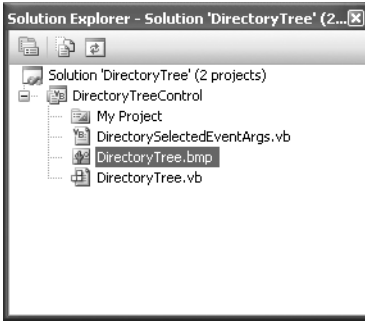 Solution Explorer - Solution 'DirectoryTree' (2...
Solution 'DirectoryTree' (2 projects)
DirectoryTreeControl
My Project
DirectorySelectedEventArgs.vb
DirectoryTree.bmp
DirectoryTree.vb